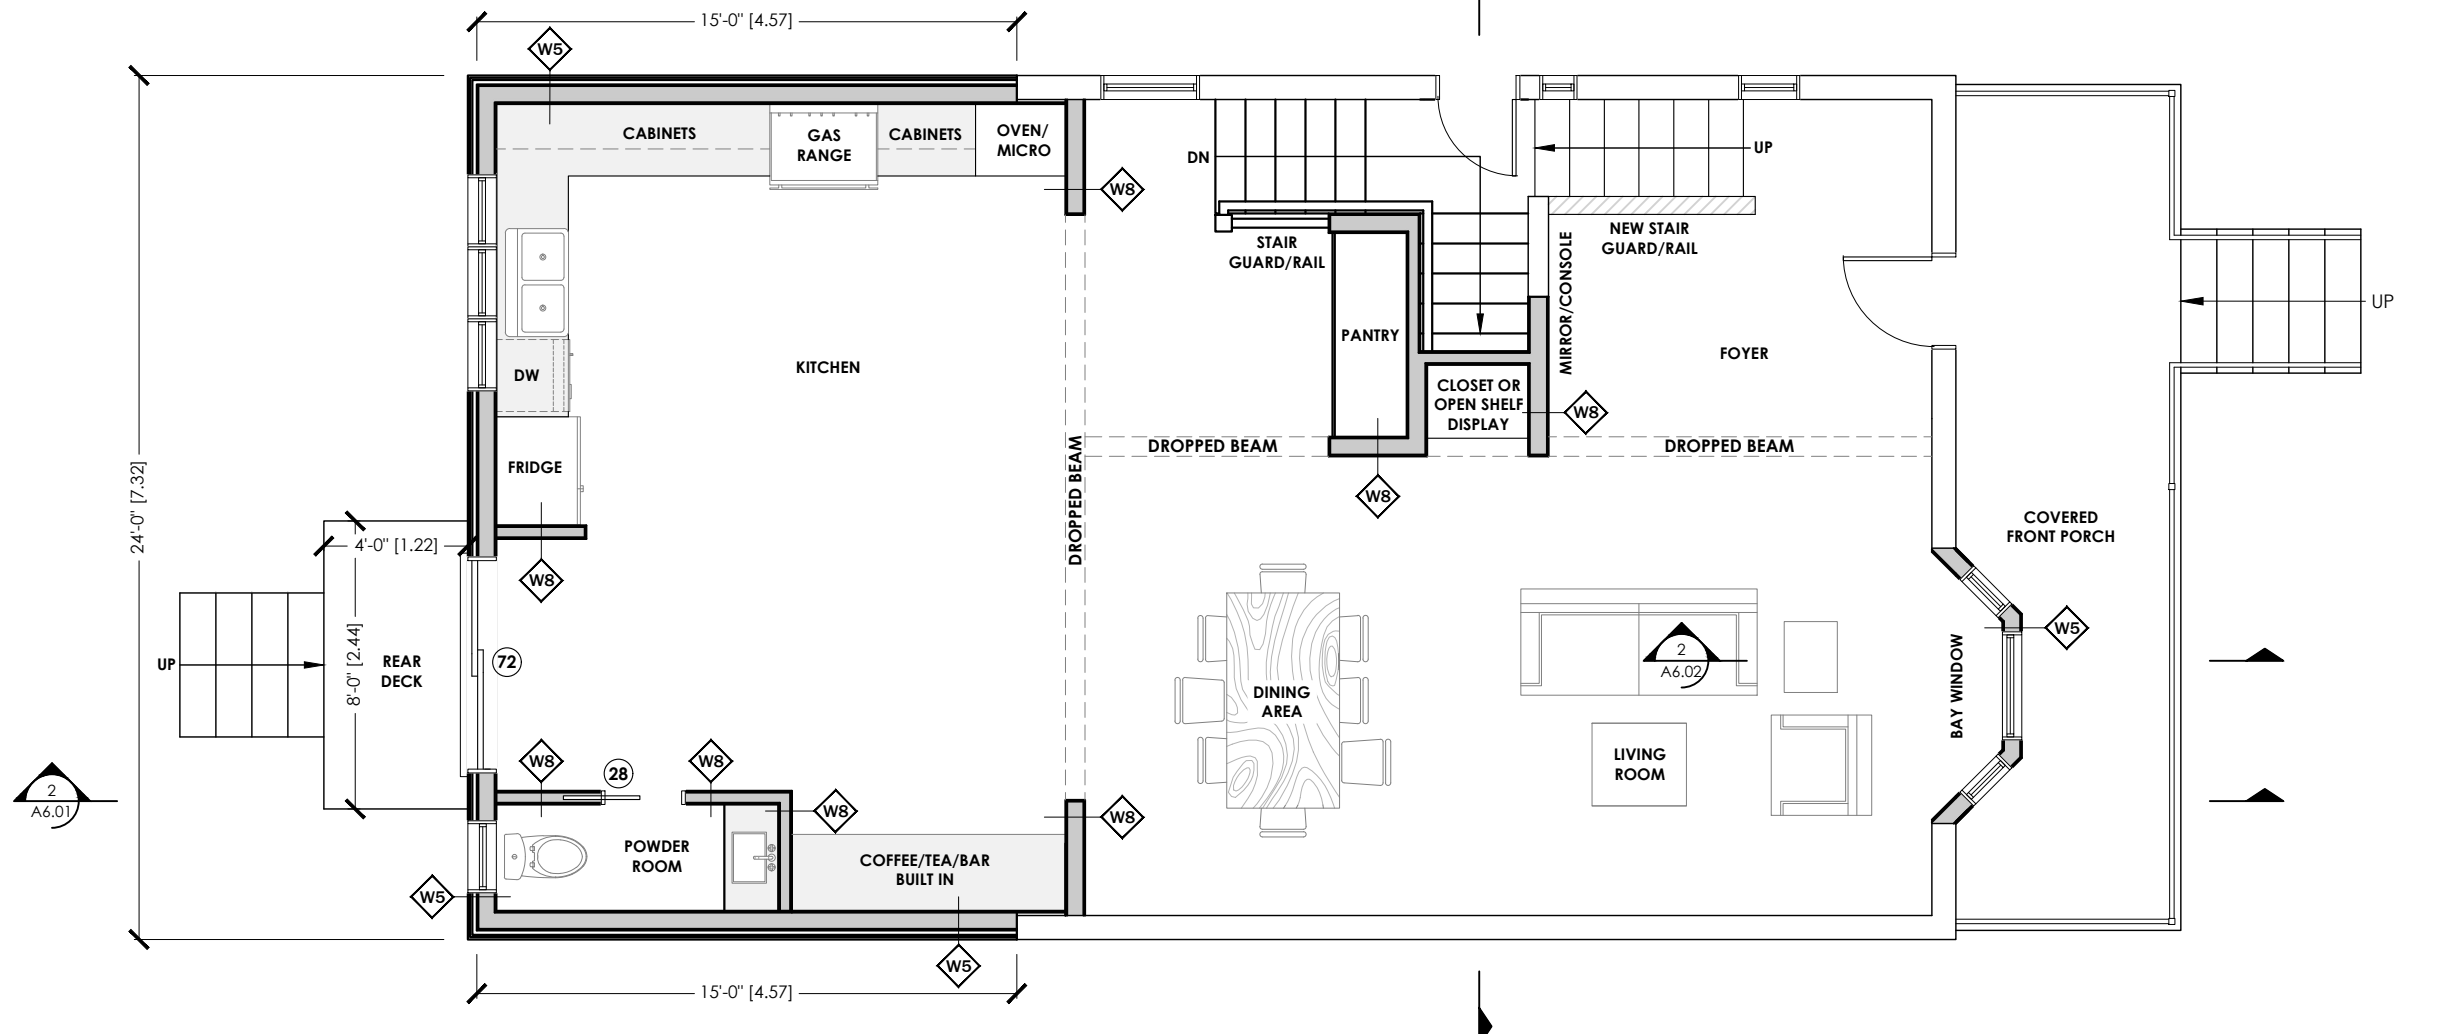 15'-0" [4.57]
W5
CABINETS
GAS
RANGE
CABINETS
OVEN/
MICRO
DN
UP
W8
STAIR
GUARD/RAIL
NEW STAIR
GUARD/RAIL
MIRROR/CONSOLE
UP
PANTRY
FOYER
KITCHEN
DW
CLOSET OR
OPEN SHELF
DISPLAY
W8
DROPPED BEAM
DROPPED BEAM
DROPPED BEAM
FRIDGE
W8
24'-0" [7.32]
COVERED
FRONT PORCH
4'-0" [1.22]
W8
W5
8'-0" [2.44]
UP
REAR
DECK
72
2
A6.02
BAY WINDOW
DINING
AREA
LIVING
ROOM
2
A6.01
W8
28
W8
W8
W8
POWDER
ROOM
COFFEE/TEA/BAR
BUILT IN
W5
W5
15'-0" [4.57]